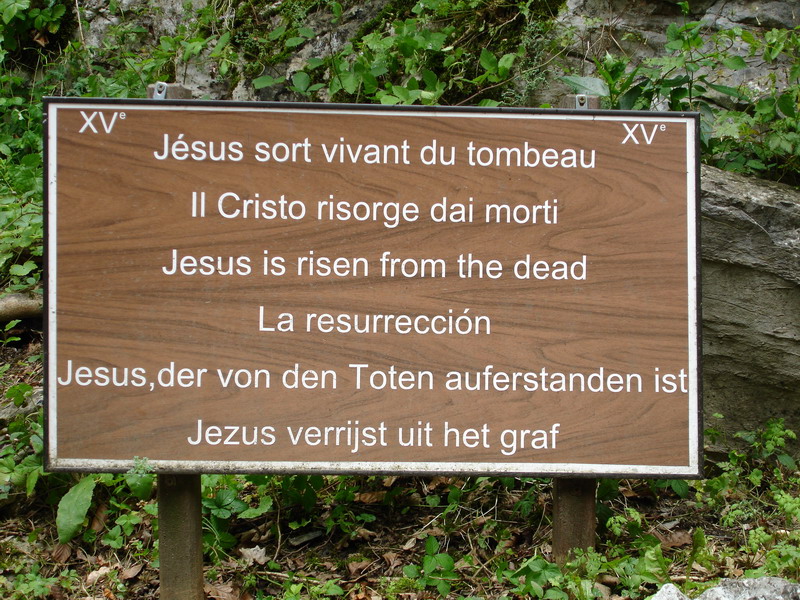 XVe XVe
Jésus sort vivant du tombeau
Il Cristo risorge dai morti
Jesus is risen from the dead
La resurrección
Jesus,der von den Toten auferstanden ist
Jezus verrijst uit het graf